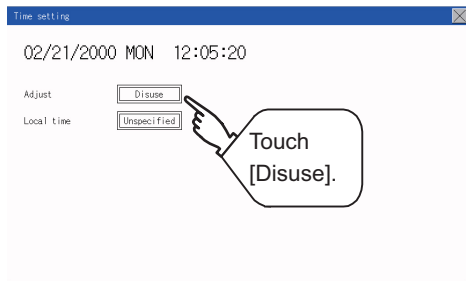 Time setting
02/21/2000 MON 12:05:20
Adjust Disuse
Local time Unspecified
Touch
[Disuse].